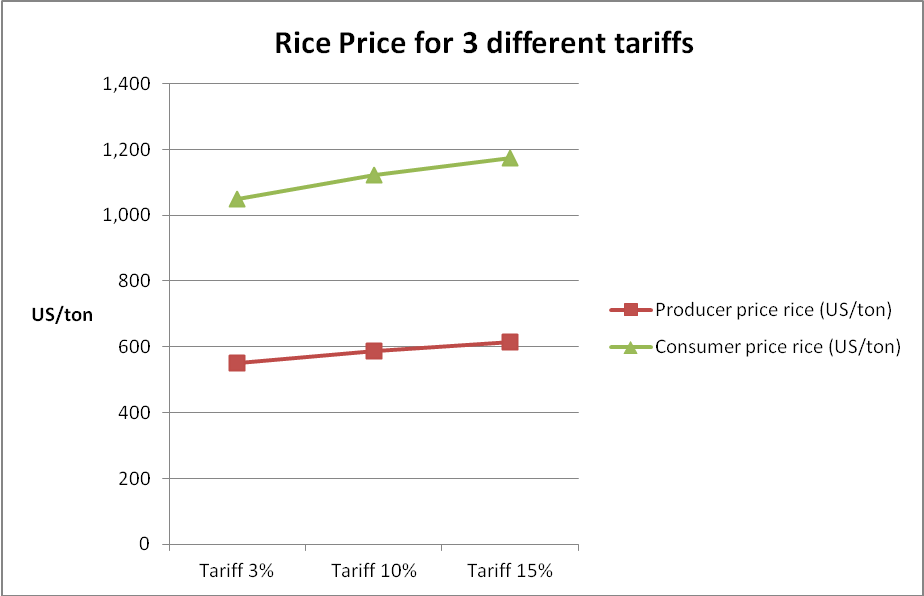 Rice Price for 3 different tariffs
1,400
1,200
1,000
800
600
400
200
0
US/ton
Tariff 3%
Tariff 10%
Tariff 15%
Producer price rice (US/ton)
Consumer price rice (US/ton)